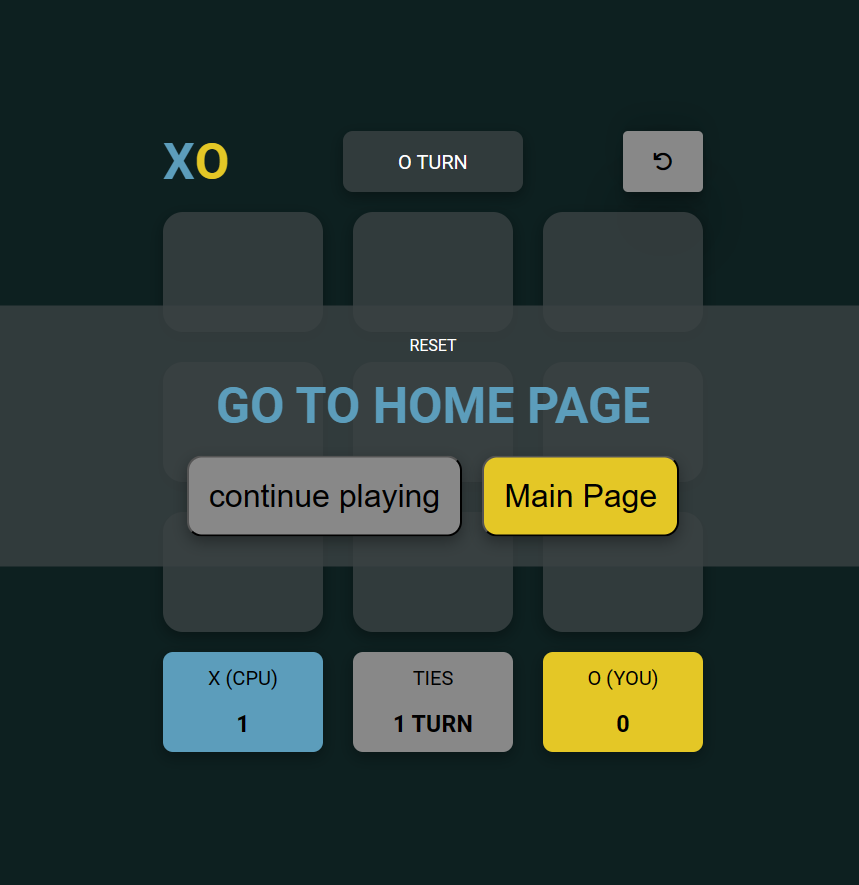 XO
O TURN
RESET
GO TO HOME PAGE
continue playing
Main Page
X (CPU)
TIES
O (YOU)
1
1 TURN
0